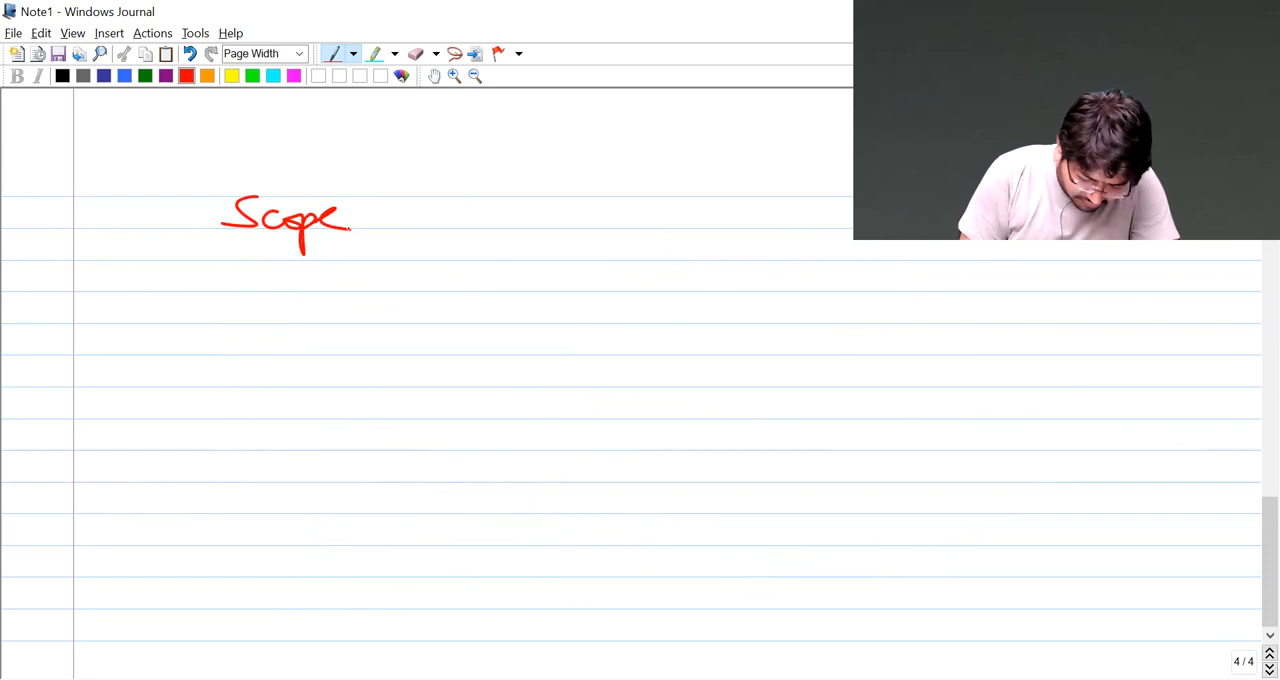 Note1 - Windows Journal
File Edit View Insert Actions Tools Help
Page Width
B I
Scope
4 / 4